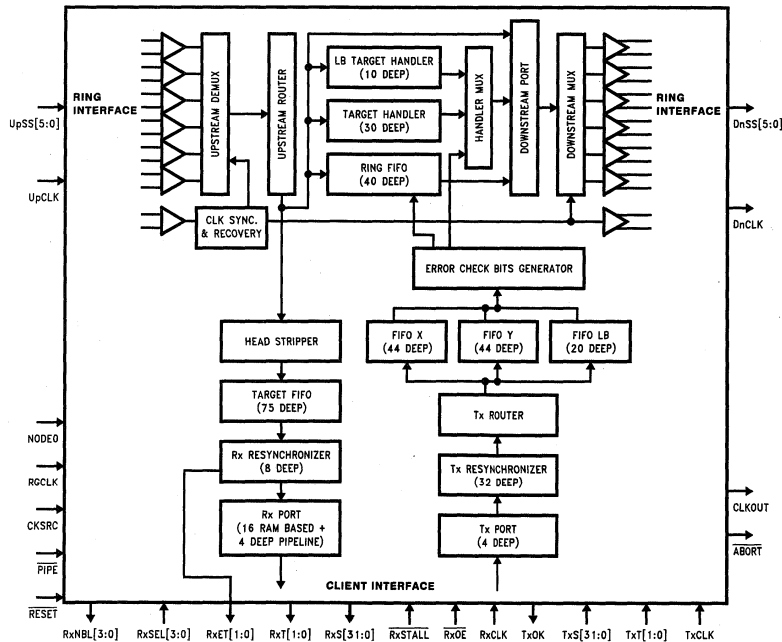 RING
INTERFACE
UPSTREAM DEMUX
UPSTREAM ROUTER
LB TARGET HANDLER
(10 DEEP)
TARGET HANDLER
(30 DEEP)
RING FIFO
(40 DEEP)
HANDLER MUX
DOWNSTREAM PORT
DOWNSTREAM MUX
RING
INTERFACE
UpSS[5:0]
DnSS[5:0]
UpCLK
DnCLK
CLK SYNC.
& RECOVERY
ERROR CHECK BITS GENERATOR
HEAD STRIPPER
FIFO X
(44 DEEP)
FIFO Y
(44 DEEP)
FIFO LB
(20 DEEP)
TARGET FIFO
(75 DEEP)
Tx ROUTER
Rx RESYNCHRONIZER
(8 DEEP)
Tx RESYNCHRONIZER
(32 DEEP)
Rx PORT
(16 RAM BASED +
4 DEEP PIPELINE)
Tx PORT
(4 DEEP)
NODE0
RGCLK
CKSRC
PIPE
RESET
CLKOUT
ABORT
CLIENT INTERFACE
RxNBL[3:0] RxSEL[3:0] RxET[1:0] RxT[1:0] RxS[31:0] RxSTALL RxOE RxCLK TxOK TxS[31:0] TxT[1:0] TxCLK